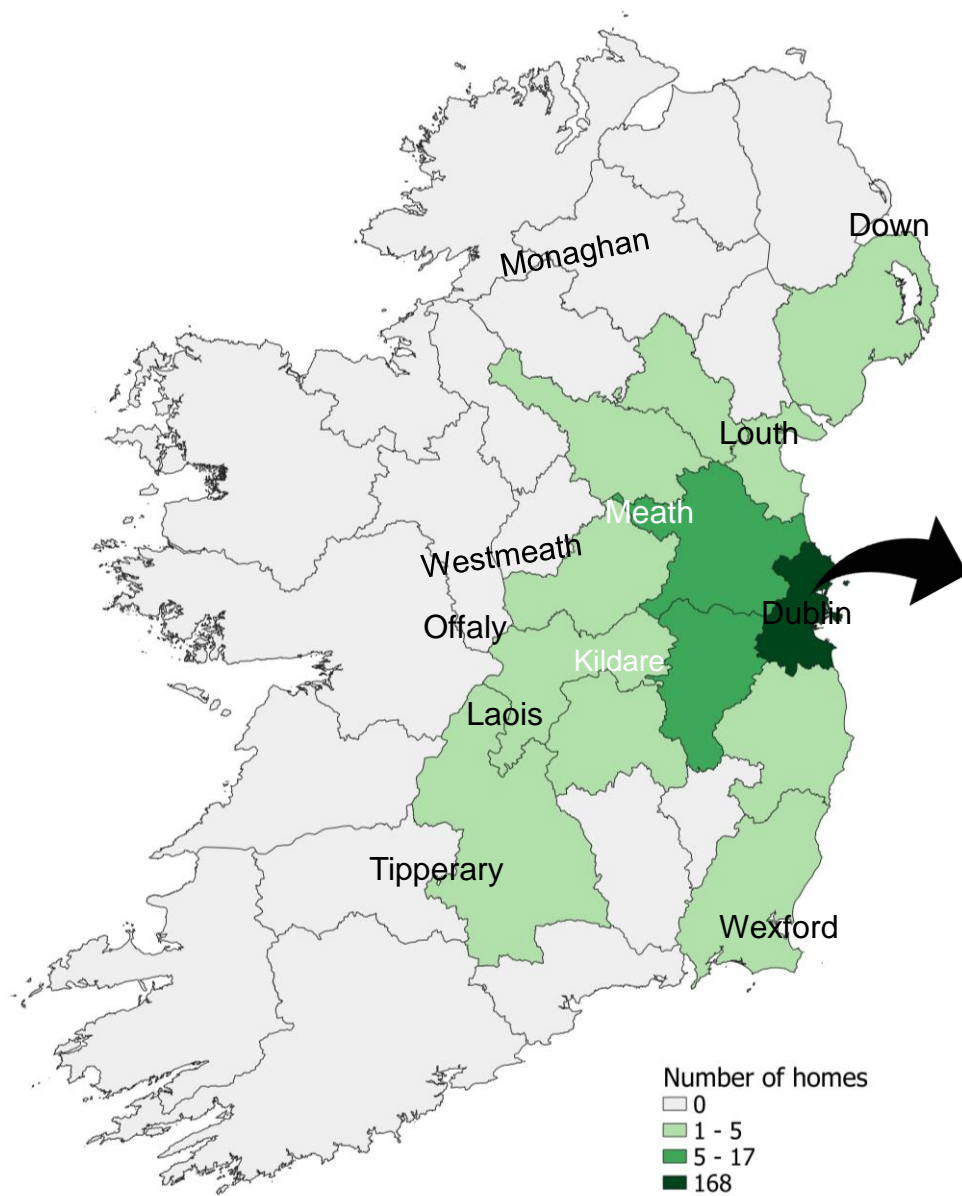 Down
Monaghan
Louth
Meath
Westmeath
Dublin
Offaly
Kildare
Laois
Tipperary
Wexford
Number of homes
0
1 - 5
5 - 17
168